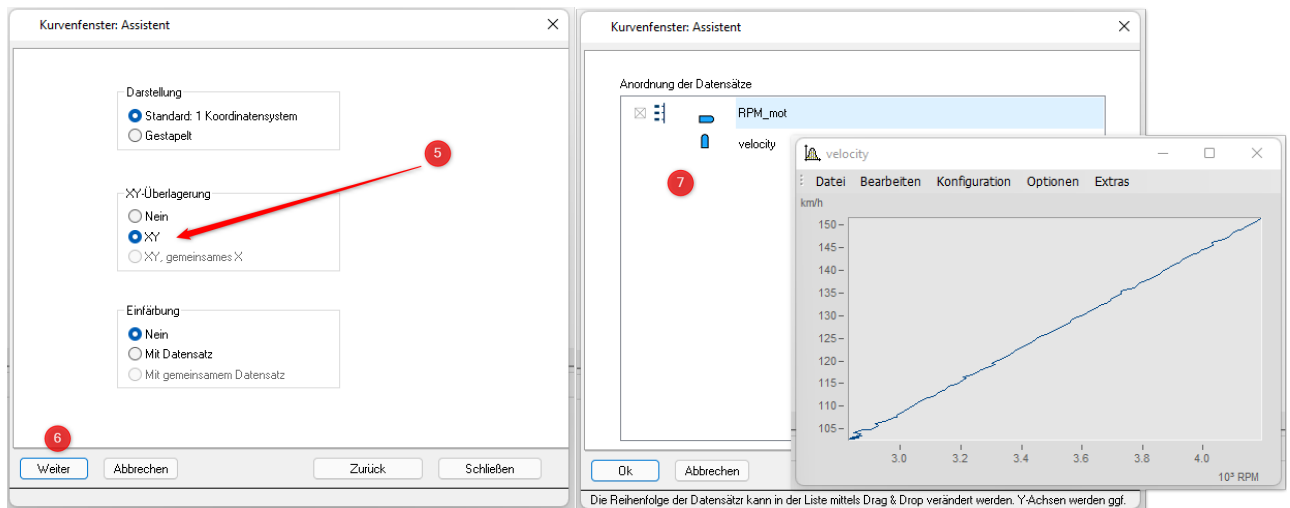 Kurvenfenster: Assistent
Darstellung
Standard: 1 Koordinatensystem
Gestapelt
5
XY-Überlagerung
Nein
XY
XY, gemeinsames X
Einfärbung
Nein
Mit Datensatz
Mit gemeinsamem Datensatz
6
Weiter Abbrechen Zurück Schließen
Kurvenfenster: Assistent
Anordnung der Datensätze
RPM_mot
velocity
7
Ok Abbrechen
Die Reihenfolge der Datensätzr kann in der Liste mittels Drag & Drop verändert werden. Y-Achsen werden ggf.
velocity
Datei Bearbeiten Konfiguration Optionen Extras
km/h
150
145
140
135
130
125
120
115
110
105
3.0 3.2 3.4 3.6 3.8 4.0
10³ RPM